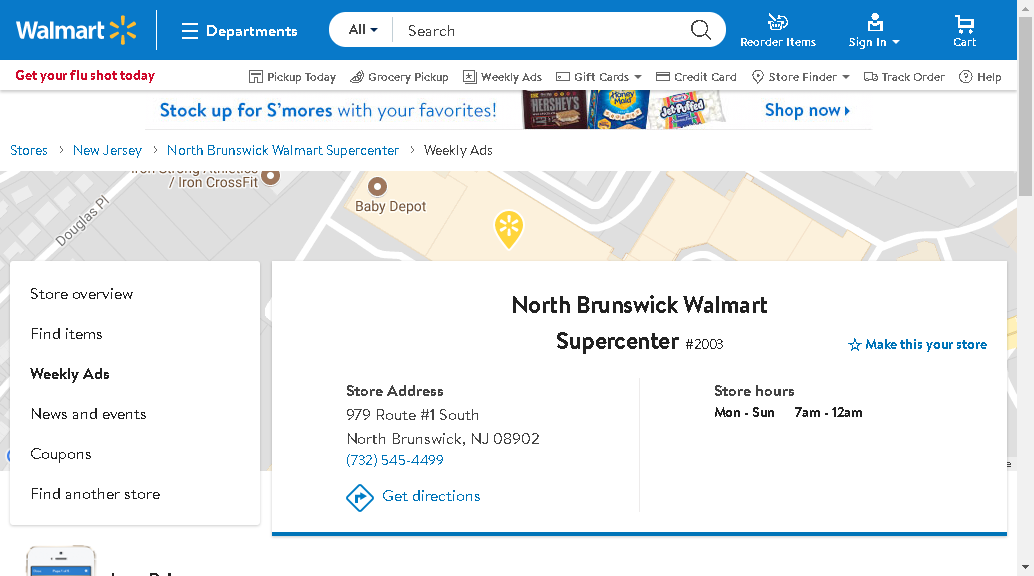 Walmart
Departments
All
Search
Reorder Items
Sign In
Cart
Get your flu shot today
Pickup Today
Grocery Pickup
Weekly Ads
Gift Cards
Credit Card
Store Finder
Track Order
Help
Stock up for S'mores with your favorites!
HERSHEY'S
Honey Maid
Jet-Puffed
Shop now
Stores > New Jersey > North Brunswick Walmart Supercenter > Weekly Ads
Iron Strong Athletics
/ Iron CrossFit
Baby Depot
Douglas Pl
Store overview
Find items
Weekly Ads
News and events
Coupons
Find another store
North Brunswick Walmart
Supercenter #2003
Make this your store
Store Address
979 Route #1 South
North Brunswick, NJ 08902
(732) 545-4499
Get directions
Store hours
Mon - Sun 7am - 12am